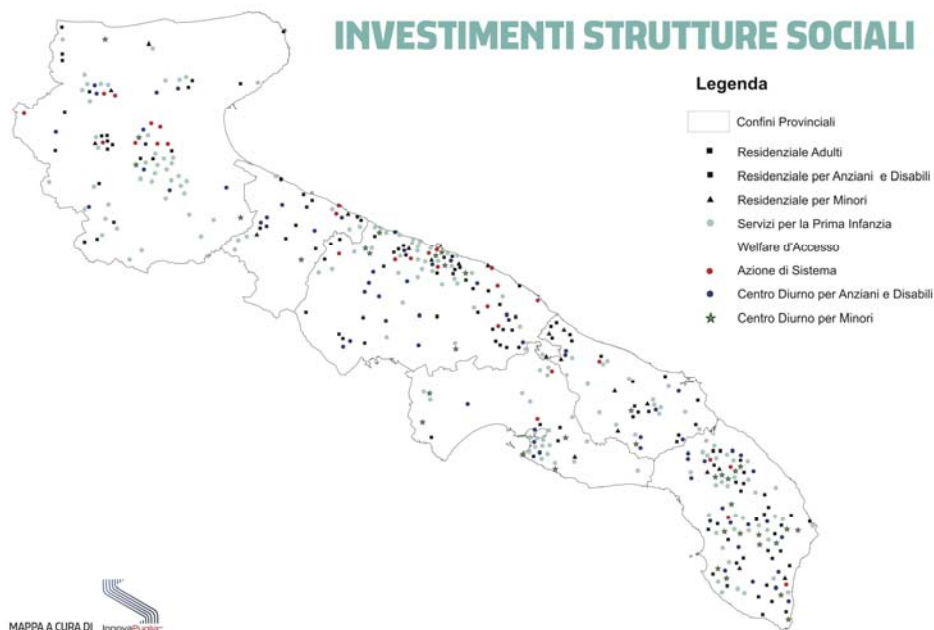 INVESTIMENTI STRUTTURE SOCIALI
Legenda
Confini Provinciali
Residenziale Adulti
Residenziale per Anziani e Disabili
Residenziale per Minori
Servizi per la Prima Infanzia
Welfare d'Accesso
Azione di Sistema
Centro Diurno per Anziani e Disabili
Centro Diurno per Minori
MAPPA A CURA DI InnovaPuglia